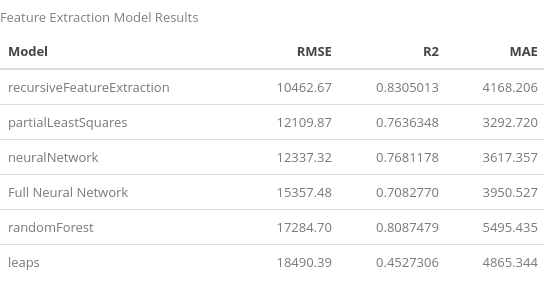 Feature Extraction Model Results
Model RMSE R2 MAE
recursiveFeatureExtraction 10462.67 0.8305013 4168.206
partialLeastSquares 12109.87 0.7636348 3292.720
neuralNetwork 12337.32 0.7681178 3617.357
Full Neural Network 15357.48 0.7082770 3950.527
randomForest 17284.70 0.8087479 5495.435
leaps 18490.39 0.4527306 4865.344